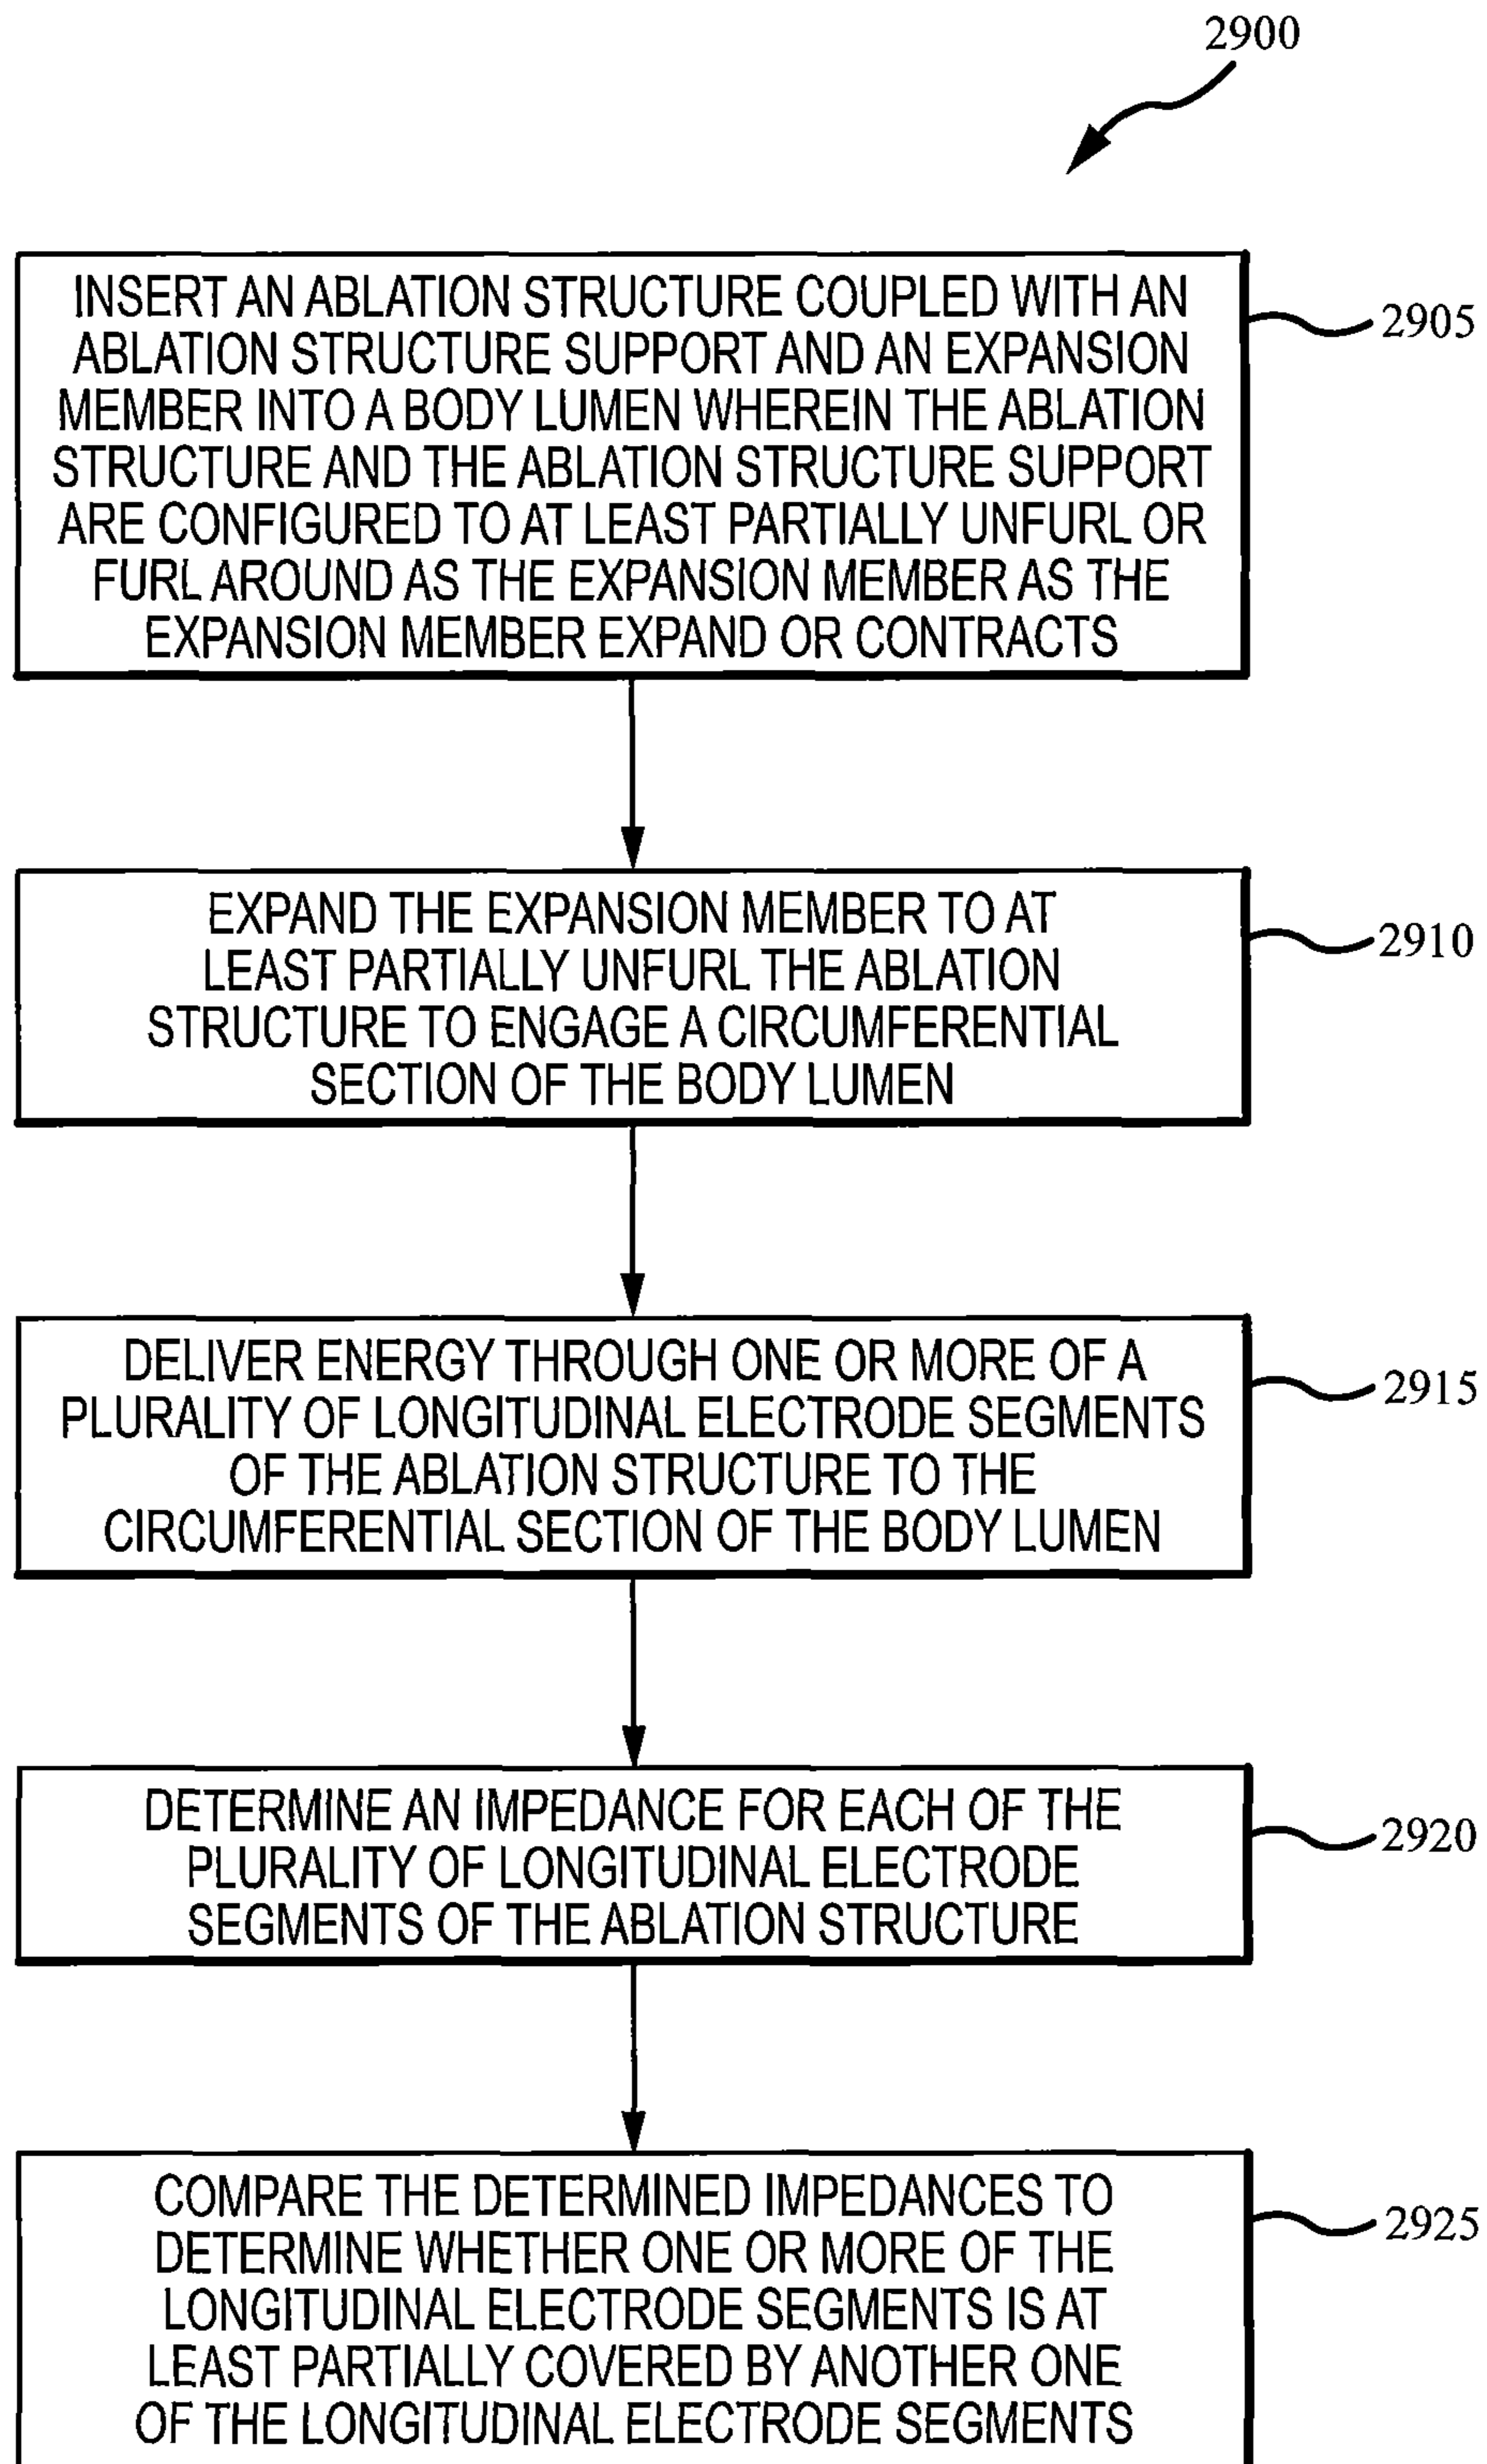 2900
INSERT AN ABLATION STRUCTURE COUPLED WITH AN
ABLATION STRUCTURE SUPPORT AND AN EXPANSION
MEMBER INTO A BODY LUMEN WHEREIN THE ABLATION
STRUCTURE AND THE ABLATION STRUCTURE SUPPORT
ARE CONFIGURED TO AT LEAST PARTIALLY UNFURL OR
FURL AROUND AS THE EXPANSION MEMBER AS THE
EXPANSION MEMBER EXPAND OR CONTRACTS
2905
EXPAND THE EXPANSION MEMBER TO AT
LEAST PARTIALLY UNFURL THE ABLATION
STRUCTURE TO ENGAGE A CIRCUMFERENTIAL
SECTION OF THE BODY LUMEN
2910
DELIVER ENERGY THROUGH ONE OR MORE OF A
PLURALITY OF LONGITUDINAL ELECTRODE SEGMENTS
OF THE ABLATION STRUCTURE TO THE
CIRCUMFERENTIAL SECTION OF THE BODY LUMEN
2915
DETERMINE AN IMPEDANCE FOR EACH OF THE
PLURALITY OF LONGITUDINAL ELECTRODE
SEGMENTS OF THE ABLATION STRUCTURE
2920
COMPARE THE DETERMINED IMPEDANCES TO
DETERMINE WHETHER ONE OR MORE OF THE
LONGITUDINAL ELECTRODE SEGMENTS IS AT
LEAST PARTIALLY COVERED BY ANOTHER ONE
OF THE LONGITUDINAL ELECTRODE SEGMENTS
2925